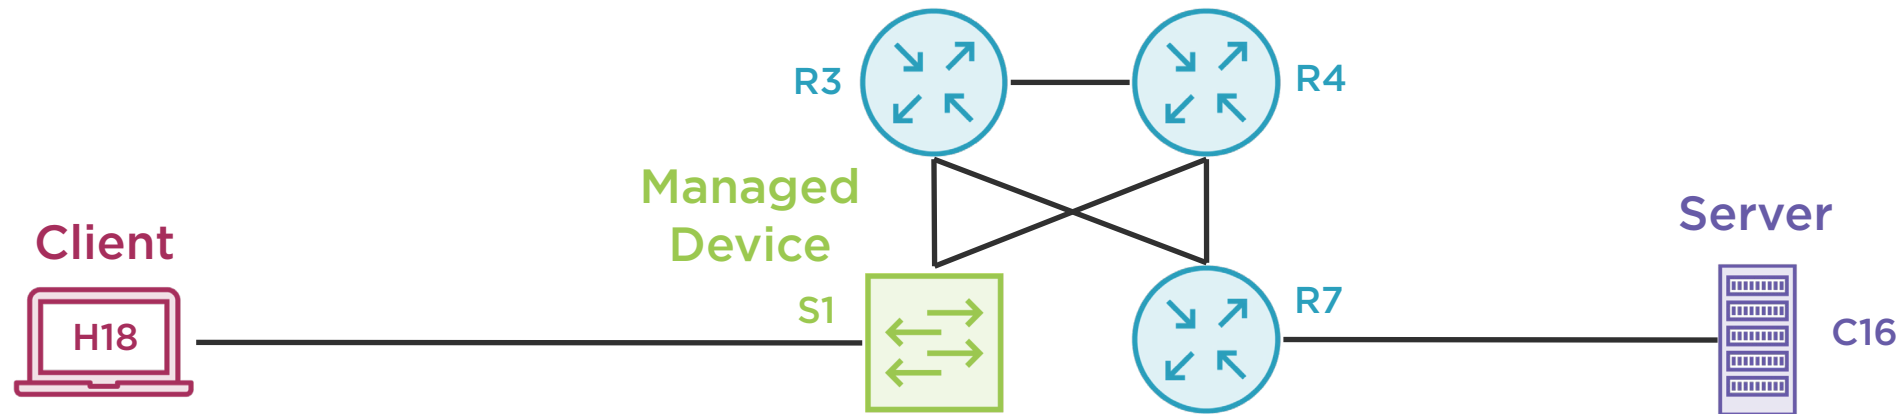 R3
R4
Managed
Device
Client
Server
H18
S1
R7
C16